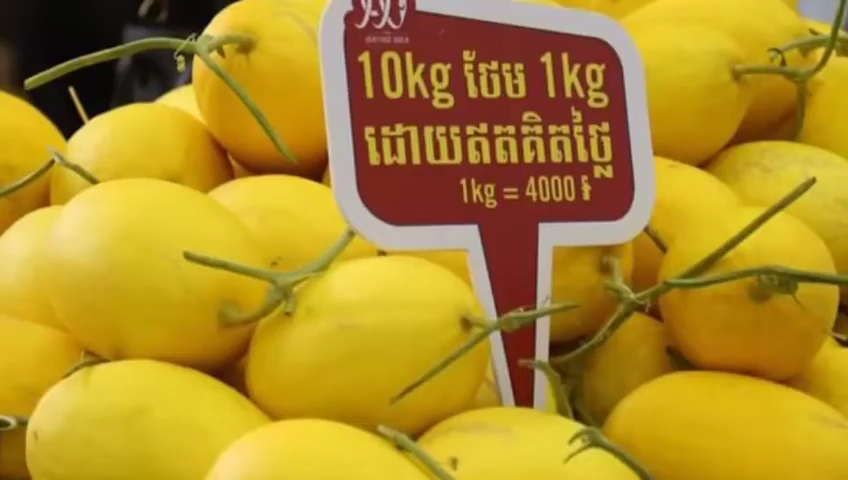 10kg ថែម 1kg
ដោយឥតគិតថ្លៃ
1kg = 4000 ៛